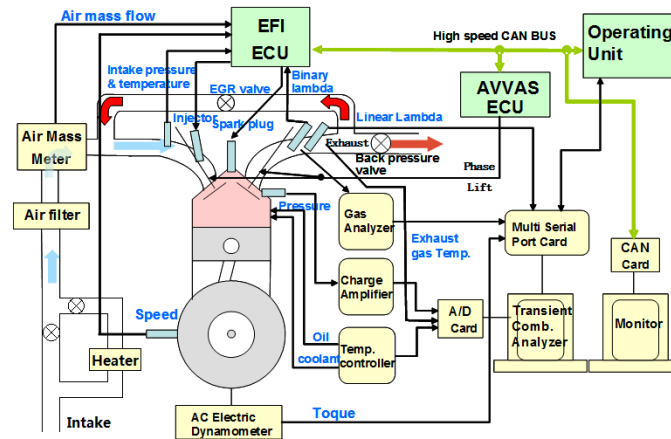 Air mass flow
EFI
ECU
High speed CAN BUS
Operating
Unit
Intake pressure
& temperature
EGR valve
Binary
lambda
AVVAS
ECU
Injector
Spark plug
Linear Lambda
Air Mass
Meter
Exhaust
Back pressure
valve
Phase
Lift
Air filter
Pressure
Gas
Analyzer
Exhaust
gas Temp.
Multi Serial
Port Card
CAN
Card
Charge
Amplifier
Speed
A/D
Card
Transient
Comb.
Analyzer
Monitor
Oil
coolant
Temp.
controller
Heater
Intake
AC Electric
Dynamometer
Toque